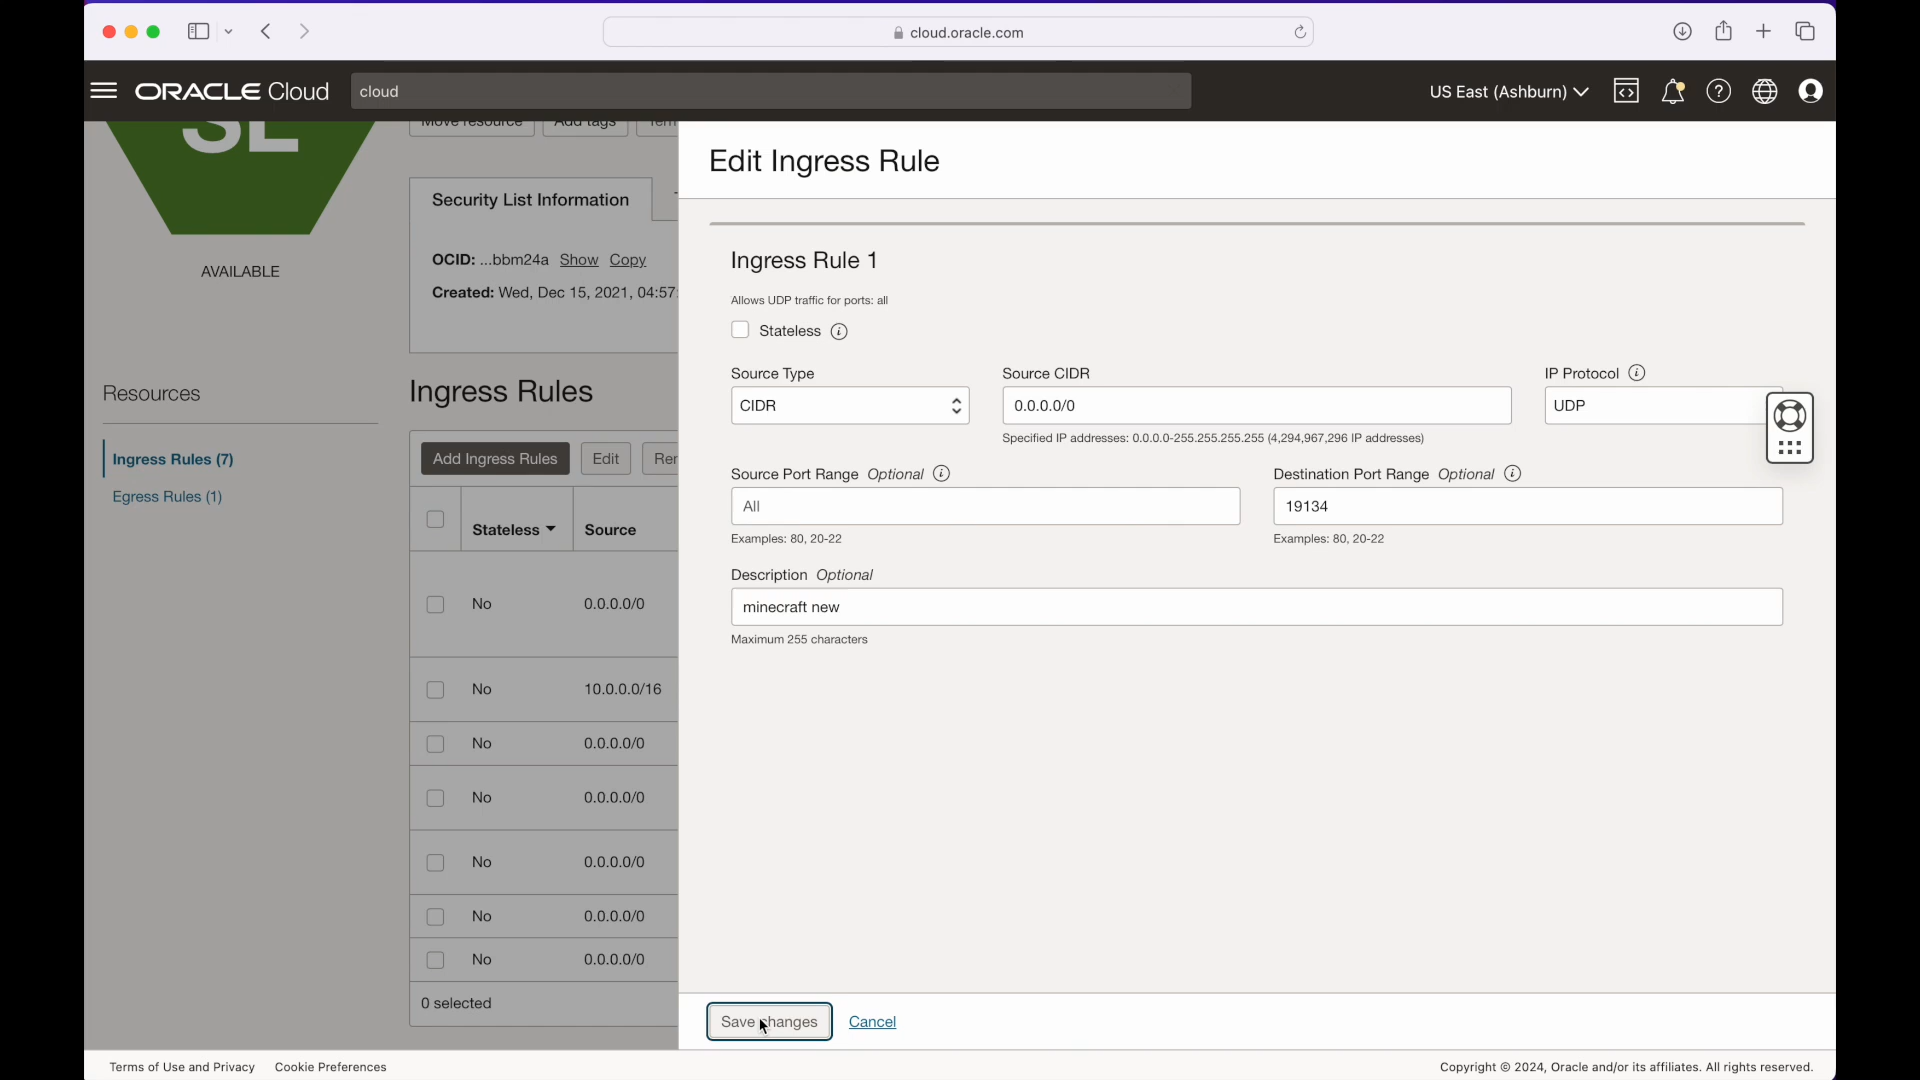 cloud.oracle.com
ORACLE Cloud
cloud
US East (Ashburn)
SL
AVAILABLE
Resources
Ingress Rules (7)
Egress Rules (1)
Move resource
Add tags
Security List Information
OCID: ...bbm24a Show Copy
Created: Wed, Dec 15, 2021, 04:57:
Ingress Rules
Add Ingress Rules
Edit
Stateless
Source
No 0.0.0.0/0
No 10.0.0.0/16
No 0.0.0.0/0
No 0.0.0.0/0
No 0.0.0.0/0
No 0.0.0.0/0
No 0.0.0.0/0
0 selected
Edit Ingress Rule
Ingress Rule 1
Allows UDP traffic for ports: all
Stateless
Source Type
CIDR
Source CIDR
0.0.0.0/0
Specified IP addresses: 0.0.0.0-255.255.255.255 (4,294,967,296 IP addresses)
IP Protocol
UDP
Source Port Range Optional
All
Examples: 80, 20-22
Destination Port Range Optional
19134
Examples: 80, 20-22
Description Optional
minecraft new
Maximum 255 characters
Save changes
Cancel
Terms of Use and Privacy
Cookie Preferences
Copyright © 2024, Oracle and/or its affiliates. All rights reserved.